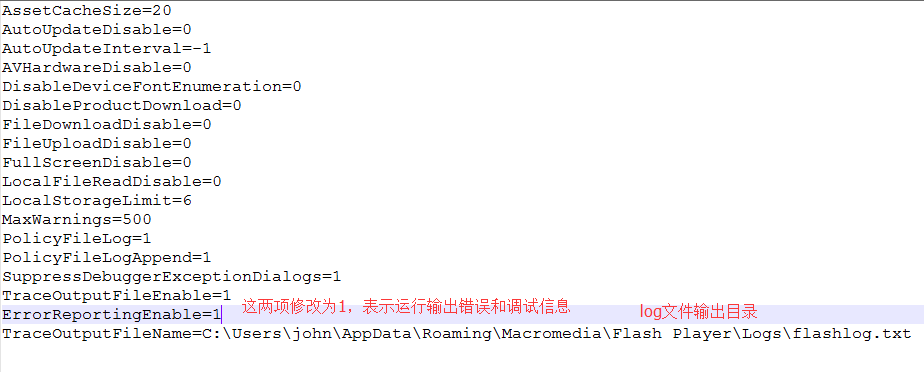 AssetCacheSize=20
AutoUpdateDisable=0
AutoUpdateInterval=-1
AVHardwareDisable=0
DisableDeviceFontEnumeration=0
DisableProductDownload=0
FileDownloadDisable=0
FileUploadDisable=0
FullScreenDisable=0
LocalFileReadDisable=0
LocalStorageLimit=6
MaxWarnings=500
PolicyFileLog=1
PolicyFileLogAppend=1
SuppressDebuggerExceptionDialogs=1
TraceOutputFileEnable=1
这两项修改为1，表示运行输出错误和调试信息
ErrorReportingEnable=1
log文件输出目录
TraceOutputFileName=C:\Users\john\AppData\Roaming\Macromedia\Flash Player\Logs\flashlog.txt